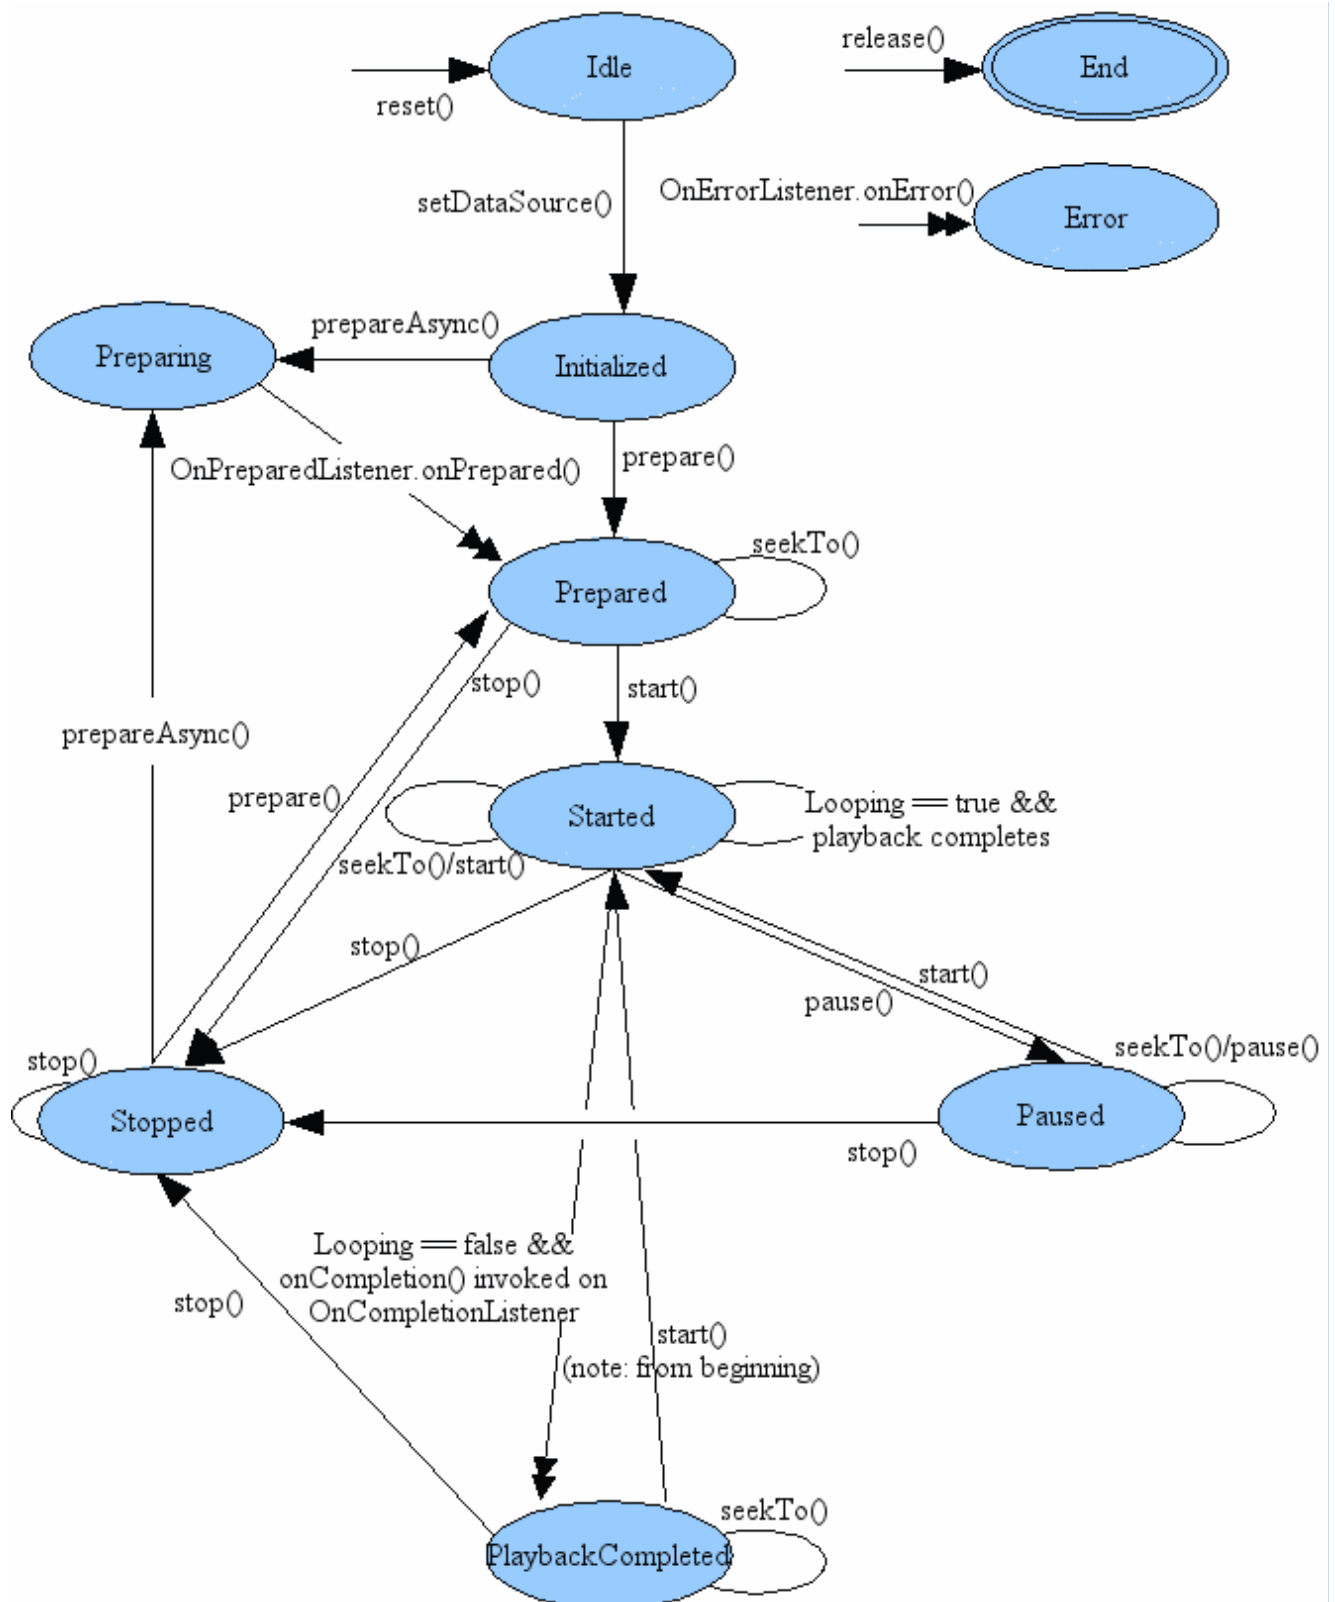 Idle
release()
End
reset()
setDataSource()
OnErrorListener.onError()
Error
prepareAsync()
Preparing
Initialized
OnPreparedListener.onPrepared()
prepare()
seekTo()
Prepared
stop()
start()
prepareAsync()
prepare()
Started
Looping == true &&
playback completes
seekTo()/start()
stop()
start()
pause()
seekTo()/pause()
stop()
Stopped
Paused
stop()
Looping == false &&
onCompletion() invoked on
OnCompletionListener
stop()
start()
(note: from beginning)
seekTo()
PlaybackCompleted